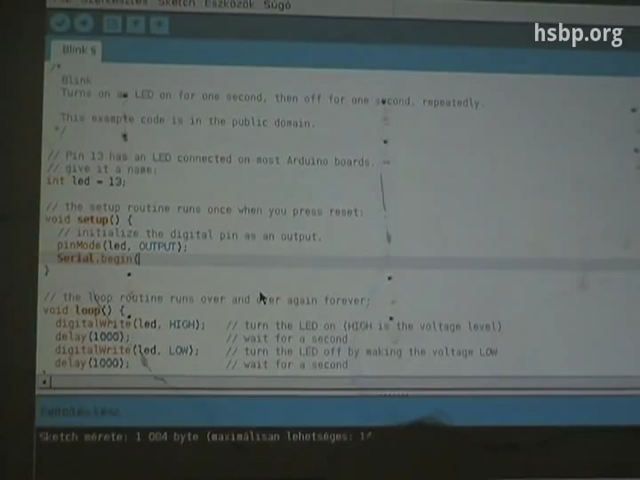 Sketch Eszközök Súgó
hsbp.org
Blink §
/*
Blink
Turns on an LED on for one second, then off for one second, repeatedly.
This example code is in the public domain.
*/
// Pin 13 has an LED connected on most Arduino boards.
// give it a name:
int led = 13;
// the setup routine runs once when you press reset:
void setup() {
// initialize the digital pin as an output.
pinMode(led, OUTPUT);
Serial.begin(
}
// the loop routine runs over and over again forever:
void loop() {
digitalWrite(led, HIGH); // turn the LED on (HIGH is the voltage level)
delay(1000); // wait for a second
digitalWrite(led, LOW); // turn the LED off by making the voltage LOW
delay(1000); // wait for a second
Sketch mérete: 1 084 byte (maximálisan lehetséges: